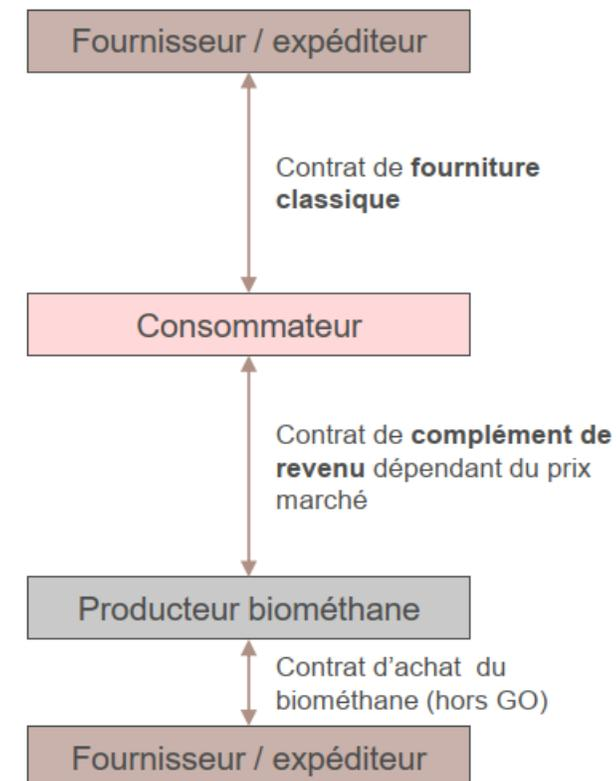 Fournisseur / expéditeur
Contrat de fourniture
classique
Consommateur
Contrat de complément de
revenu dépendant du prix
marché
Producteur biométhane
Contrat d'achat du
biométhane (hors GO)
Fournisseur / expéditeur